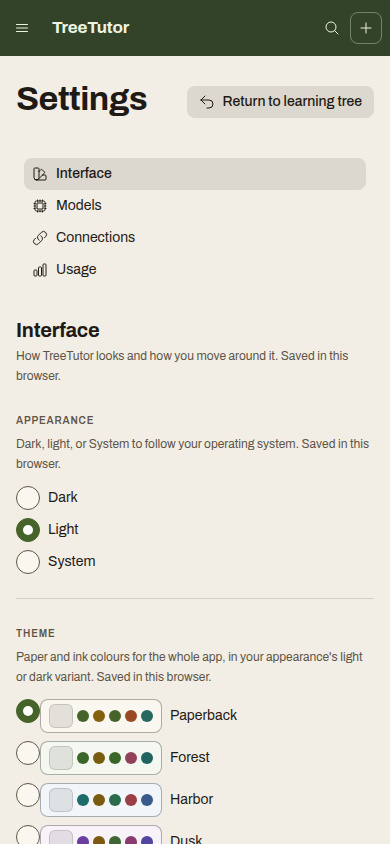 TreeTutor
Settings
Return to learning tree
Interface
Models
Connections
Usage
Interface
How TreeTutor looks and how you move around it. Saved in this
browser.
APPEARANCE
Dark, light, or System to follow your operating system. Saved in this
browser.
Dark
Light
System
THEME
Paper and ink colours for the whole app, in your appearance's light
or dark variant. Saved in this browser.
Paperback
Forest
Harbor
Dusk